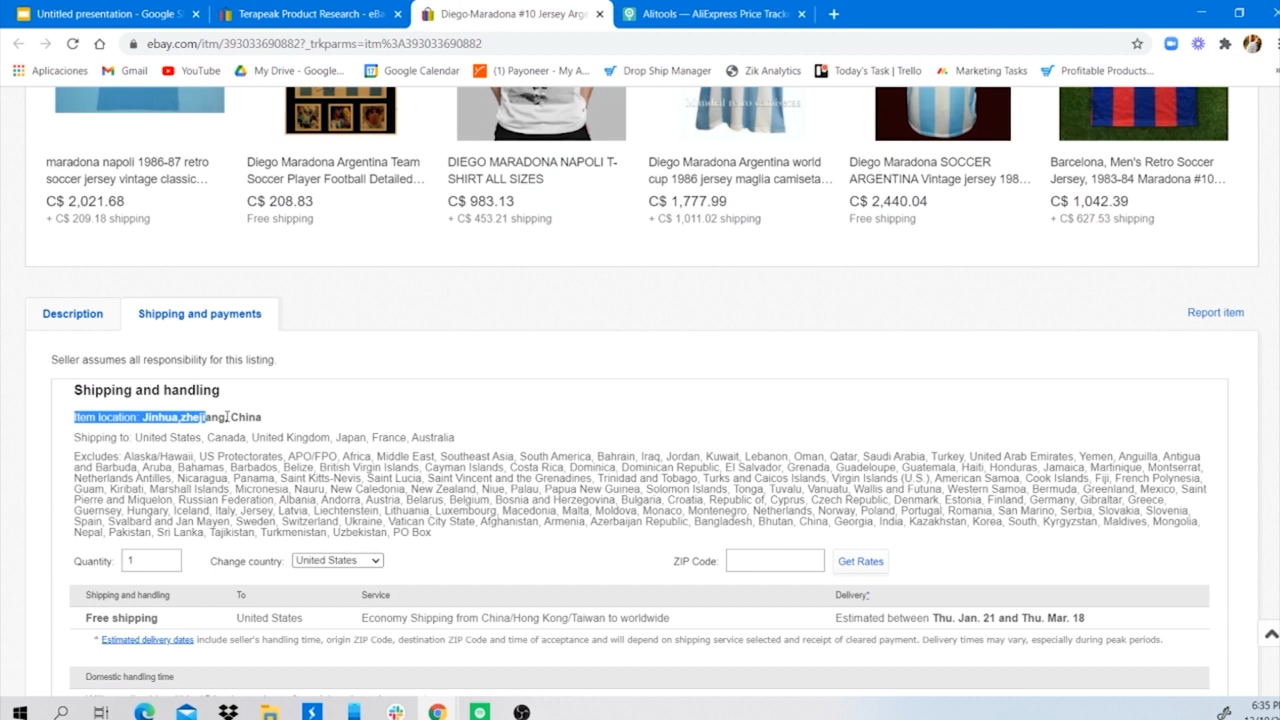 Untitled presentation - Google S
Terapeak Product Research - eBa
Diego-Maradona #10 Jersey Arge
Alitools — AliExpress Price Track
ebay.com/itm/393033690882?_trkparms=itm%3A393033690882
Aplicaciones
Gmail
YouTube
My Drive - Google...
Google Calendar
(1) Payoneer - My A...
Drop Ship Manager
Zik Analytics
Today's Task | Trello
Marketing Tasks
Profitable Products...
maradona napoli 1986-87 retro
soccer jersey vintage classic...
C$ 2,021.68
+ C$ 209.18 shipping
Diego Maradona Argentina Team
Soccer Player Football Detailed...
C$ 208.83
Free shipping
DIEGO MARADONA NAPOLI T-
SHIRT ALL SIZES
C$ 983.13
+ C$ 453.21 shipping
Diego Maradona Argentina world
cup 1986 jersey maglia camiseta...
C$ 1,777.99
+ C$ 1,011.02 shipping
Diego Maradona SOCCER
ARGENTINA Vintage jersey 198...
C$ 2,440.04
Free shipping
Barcelona, Men's Retro Soccer
Jersey, 1983-84 Maradona #10...
C$ 1,042.39
+ C$ 627.53 shipping
Description
Shipping and payments
Report item
Seller assumes all responsibility for this listing.
Shipping and handling
Item location: Jinhua,zhejiang, China
Shipping to: United States, Canada, United Kingdom, Japan, France, Australia
Excludes: Alaska/Hawaii, US Protectorates, APO/FPO, Africa, Middle East, Southeast Asia, South America, Bahrain, Iraq, Jordan, Kuwait, Lebanon, Oman, Qatar, Saudi Arabia, Turkey, United Arab Emirates, Yemen, Anguilla, Antigua
and Barbuda, Aruba, Bahamas, Barbados, Belize, British Virgin Islands, Cayman Islands, Costa Rica, Dominica, Dominican Republic, El Salvador, Grenada, Guadeloupe, Guatemala, Haiti, Honduras, Jamaica, Martinique, Montserrat,
Netherlands Antilles, Nicaragua, Panama, Saint Kitts-Nevis, Saint Lucia, Saint Vincent and the Grenadines, Trinidad and Tobago, Turks and Caicos Islands, Virgin Islands (U.S.), American Samoa, Cook Islands, Fiji, French Polynesia,
Guam, Kiribati, Marshall Islands, Micronesia, Nauru, New Caledonia, New Zealand, Niue, Palau, Papua New Guinea, Solomon Islands, Tonga, Tuvalu, Vanuatu, Wallis and Futuna, Western Samoa, Bermuda, Greenland, Mexico, Saint
Pierre and Miquelon, Russian Federation, Albania, Andorra, Austria, Belarus, Belgium, Bosnia and Herzegovina, Bulgaria, Croatia, Republic of, Cyprus, Czech Republic, Denmark, Estonia, Finland, Germany, Gibraltar, Greece,
Guernsey, Hungary, Iceland, Italy, Jersey, Latvia, Liechtenstein, Lithuania, Luxembourg, Macedonia, Malta, Moldova, Monaco, Montenegro, Netherlands, Norway, Poland, Portugal, Romania, San Marino, Serbia, Slovakia, Slovenia,
Spain, Svalbard and Jan Mayen, Sweden, Switzerland, Ukraine, Vatican City State, Afghanistan, Armenia, Azerbaijan Republic, Bangladesh, Bhutan, China, Georgia, India, Kazakhstan, Korea, South, Kyrgyzstan, Maldives, Mongolia,
Nepal, Pakistan, Sri Lanka, Tajikistan, Turkmenistan, Uzbekistan, PO Box
Quantity: 1
Change country: United States
ZIP Code:
Get Rates
Shipping and handling To Service Delivery*
Free shipping United States Economy Shipping from China/Hong Kong/Taiwan to worldwide Estimated between Thu. Jan. 21 and Thu. Mar. 18
* Estimated delivery dates include seller's handling time, origin ZIP Code, destination ZIP Code and time of acceptance and will depend on shipping service selected and receipt of cleared payment. Delivery times may vary, especially during peak periods.
Domestic handling time
6:35 PM